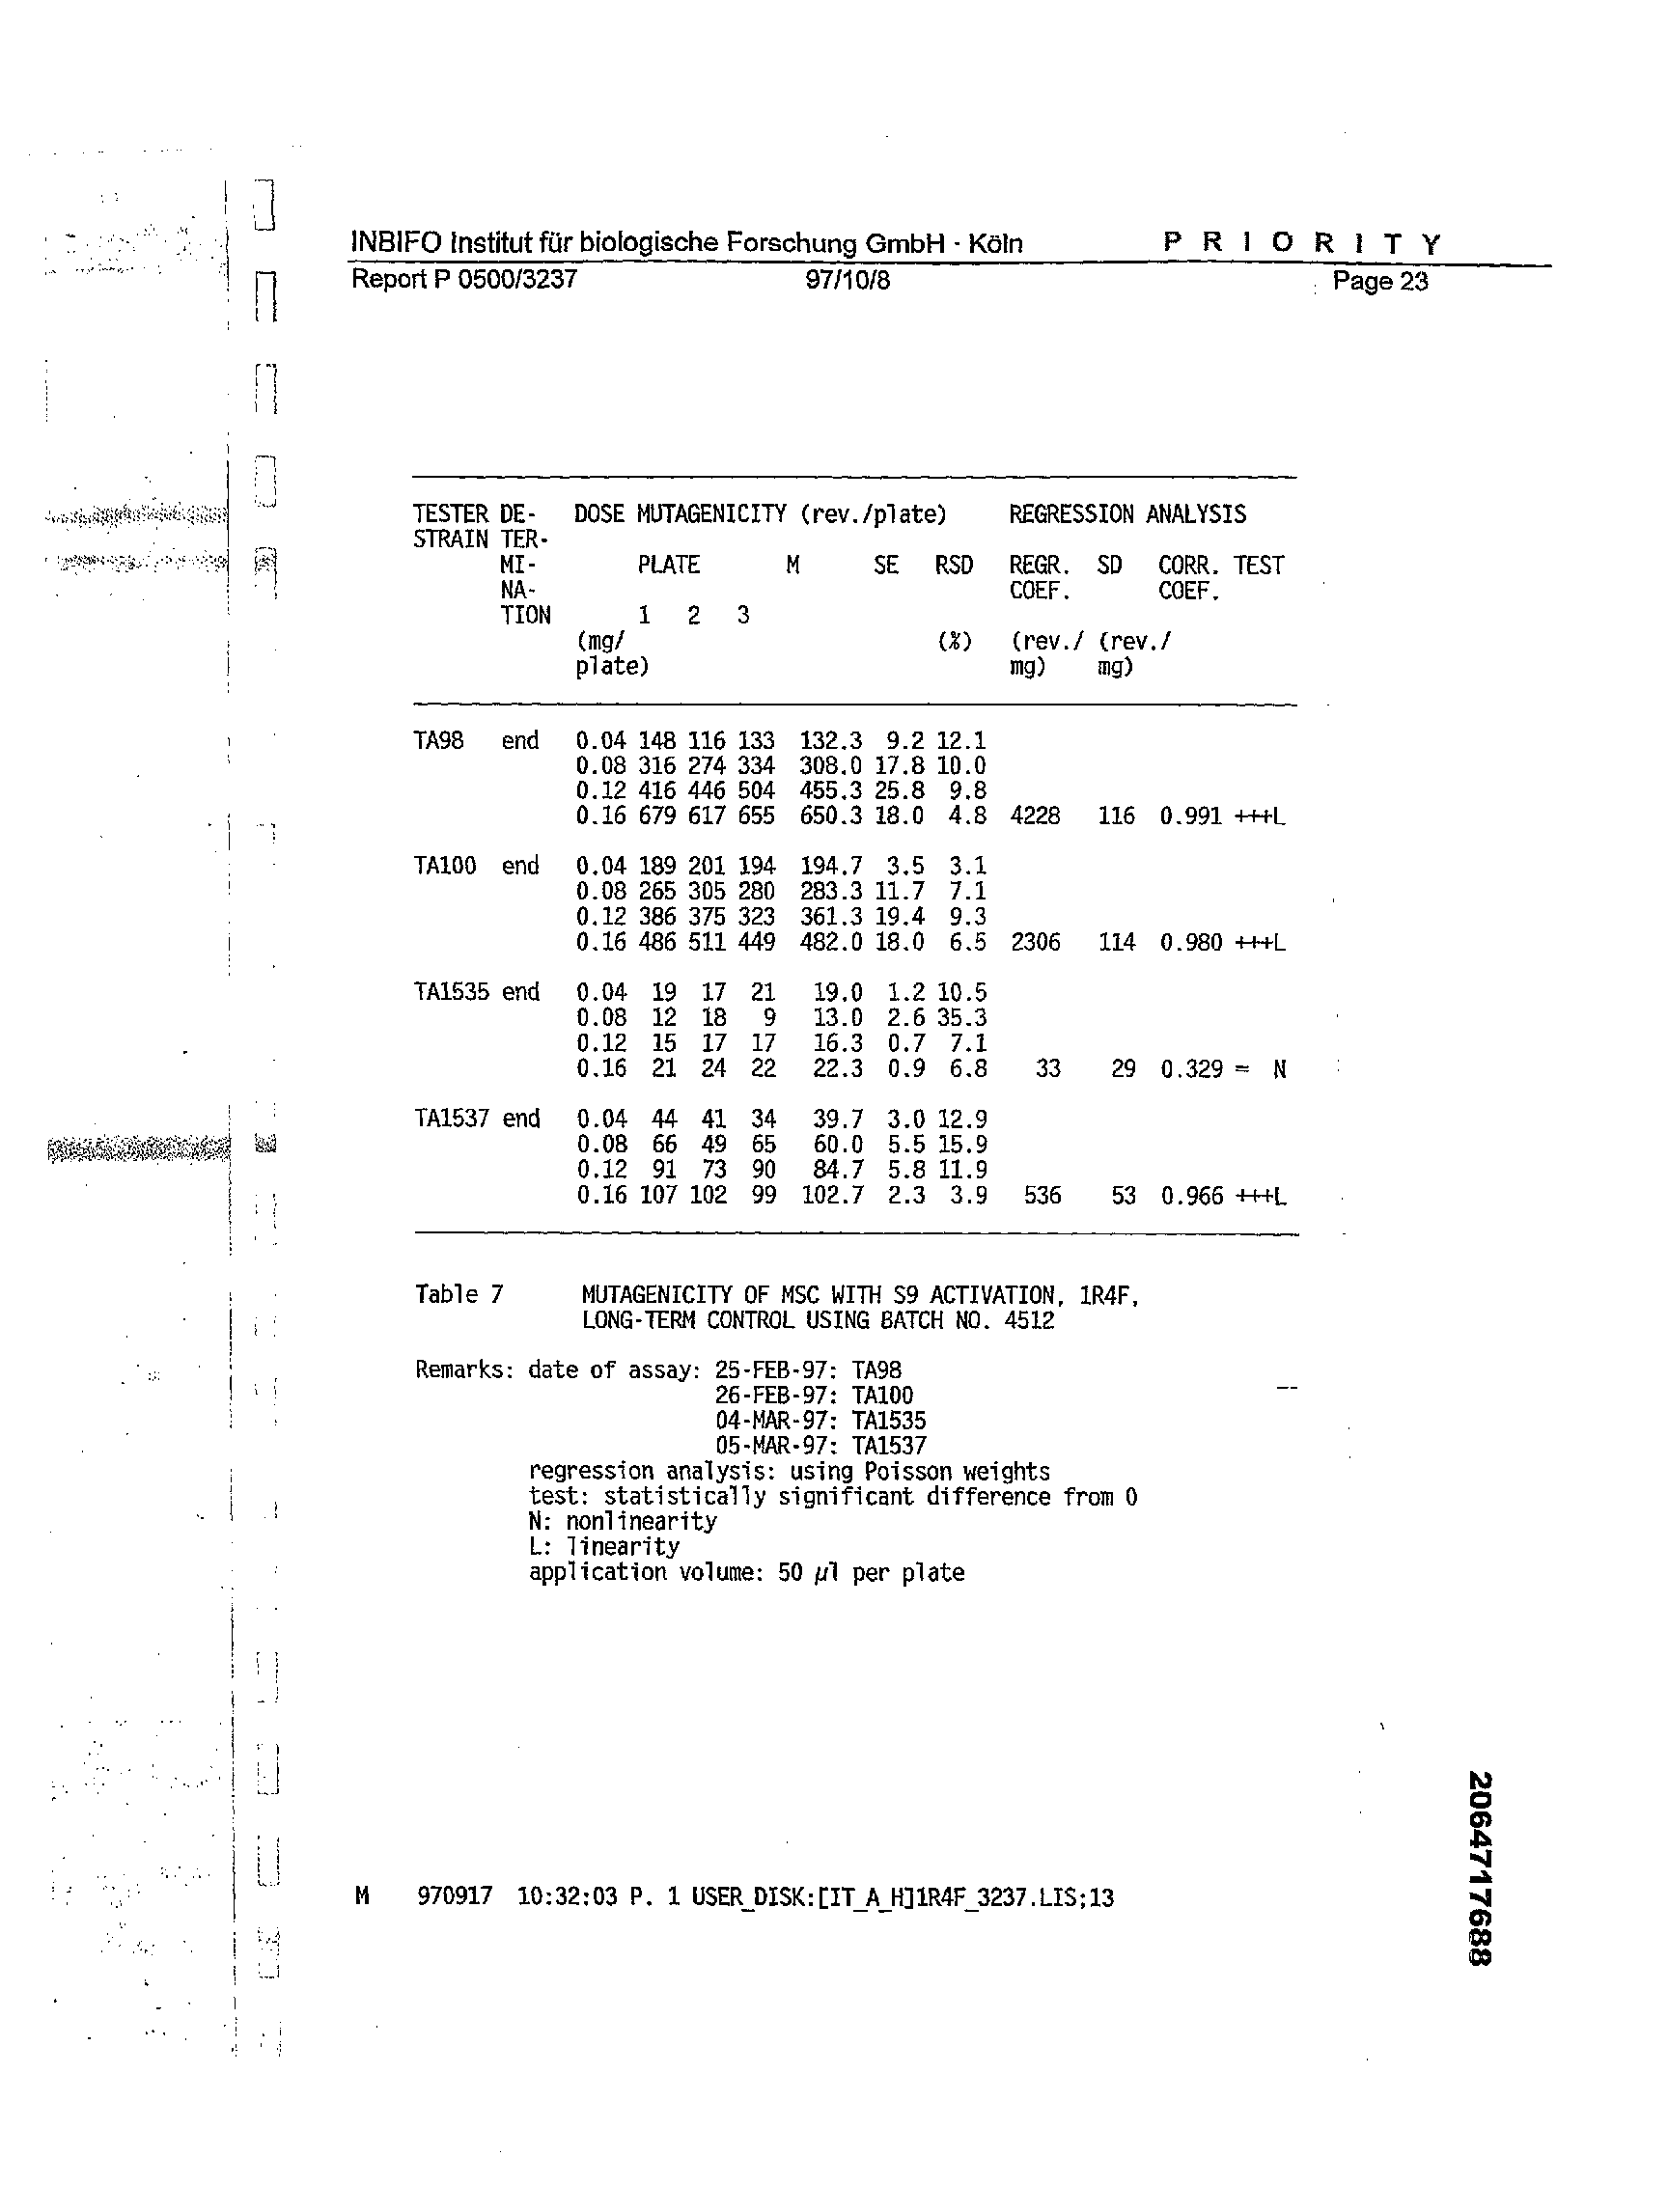 INBIFO Institut für biologische Forschung GmbH · Köln P R I O R I T Y
Report P 0500/3237 97/10/8 Page 23
TESTER DE- DOSE MUTAGENICITY (rev./plate) REGRESSION ANALYSIS
STRAIN TER-
MI- PLATE M SE RSD REGR. SD CORR. TEST
NA- COEF. COEF.
TION 1 2 3
(mg/ (%) (rev./ (rev./
plate) mg) mg)
TA98 end 0.04 148 116 133 132.3 9.2 12.1
0.08 316 274 334 308.0 17.8 10.0
0.12 416 446 504 455.3 25.8 9.8
0.16 679 617 655 650.3 18.0 4.8 4228 116 0.991 +++L
TA100 end 0.04 189 201 194 194.7 3.5 3.1
0.08 265 305 280 283.3 11.7 7.1
0.12 386 375 323 361.3 19.4 9.3
0.16 486 511 449 482.0 18.0 6.5 2306 114 0.980 +++L
TA1535 end 0.04 19 17 21 19.0 1.2 10.5
0.08 12 18 9 13.0 2.6 35.3
0.12 15 17 17 16.3 0.7 7.1
0.16 21 24 22 22.3 0.9 6.8 33 29 0.329 = N
TA1537 end 0.04 44 41 34 39.7 3.0 12.9
0.08 66 49 65 60.0 5.5 15.9
0.12 91 73 90 84.7 5.8 11.9
0.16 107 102 99 102.7 2.3 3.9 536 53 0.966 +++L
Table 7 MUTAGENICITY OF MSC WITH S9 ACTIVATION, 1R4F,
LONG-TERM CONTROL USING BATCH NO. 4512
Remarks: date of assay: 25-FEB-97: TA98
26-FEB-97: TA100
04-MAR-97: TA1535
05-MAR-97: TA1537
regression analysis: using Poisson weights
test: statistically significant difference from 0
N: nonlinearity
L: linearity
application volume: 50 µl per plate
M 970917 10:32:03 P. 1 USER_DISK:[IT_A_H]1R4F_3237.LIS;13
2064717688